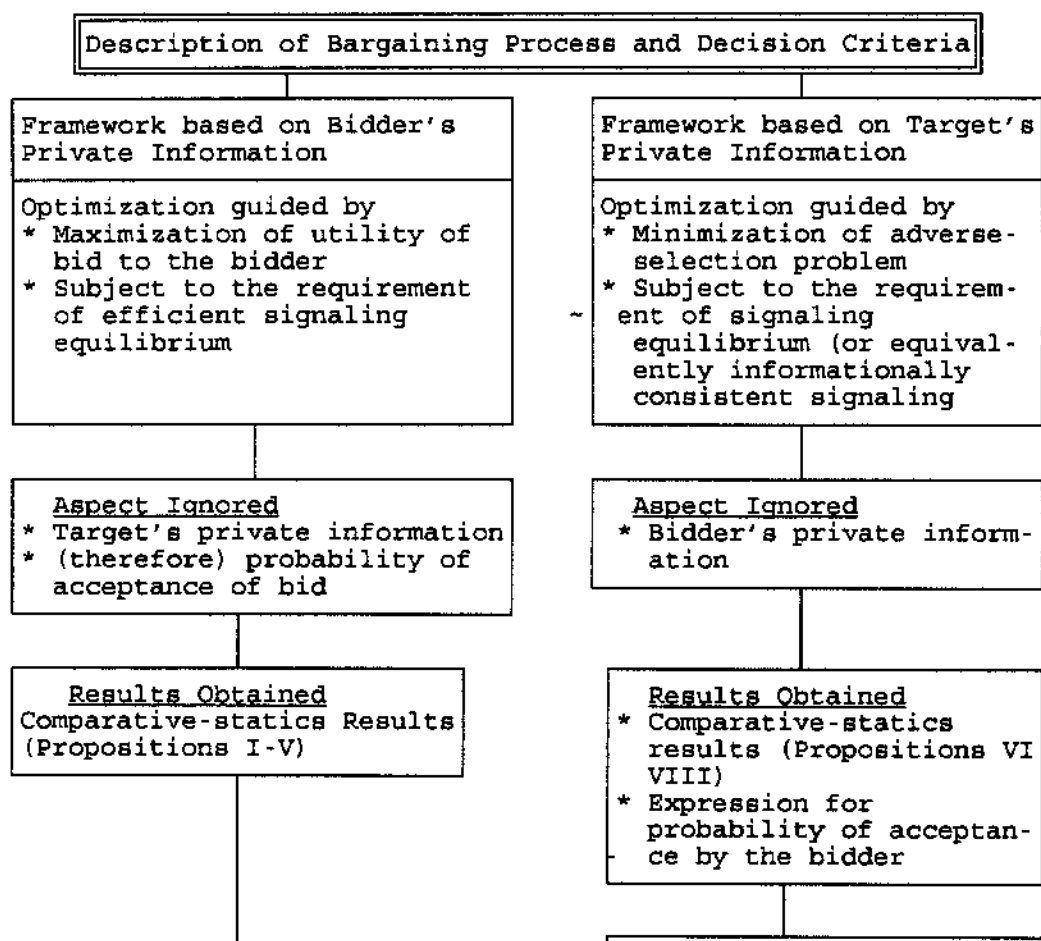 Description of Bargaining Process and Decision Criteria
Framework based on Bidder's
Private Information
Optimization guided by
* Maximization of utility of
bid to the bidder
* Subject to the requirement
of efficient signaling
equilibrium
Aspect Ignored
* Target's private information
* (therefore) probability of
acceptance of bid
Results Obtained
Comparative-statics Results
(Propositions I-V)
Framework based on Target's
Private Information
Optimization guided by
* Minimization of adverse-
selection problem
* Subject to the require-
ment of signaling
equilibrium (or equival-
ently informationally
consistent signaling
Aspect Ignored
* Bidder's private inform-
ation
Results Obtained
* Comparative-statics
results (Propositions VI
VIII)
* Expression for
probability of acceptan-
ce by the bidder